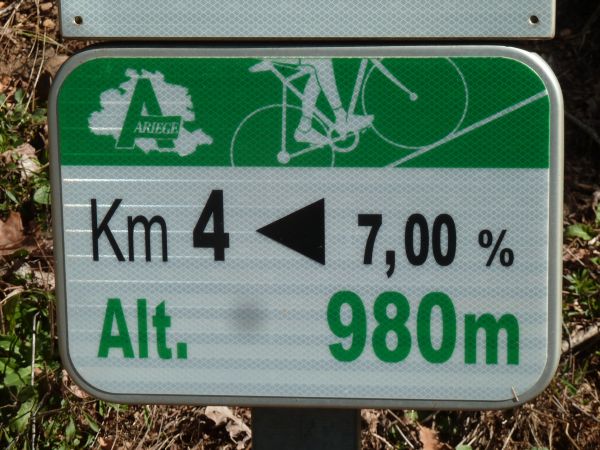 ARIEGE
Km 4 ◀ 7,00 %
Alt. 980m